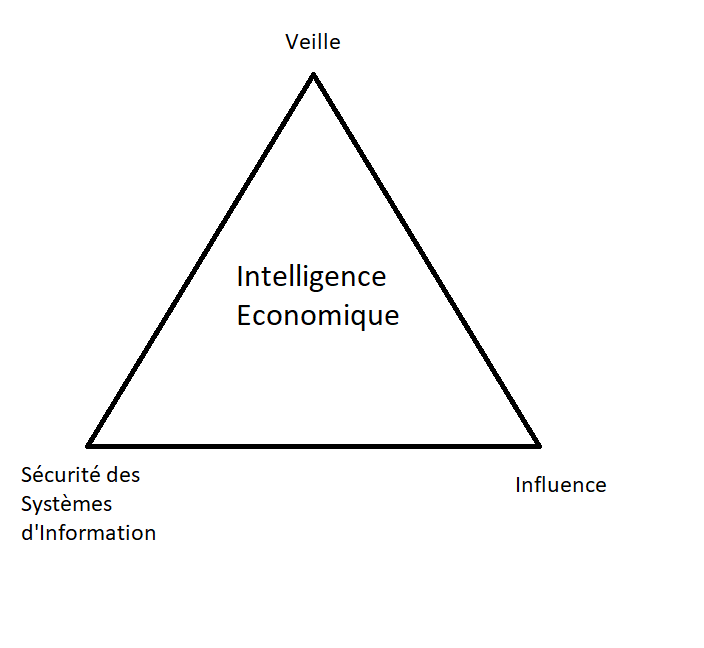 Veille
Intelligence
Economique
Sécurité des
Systèmes
d'Information
Influence